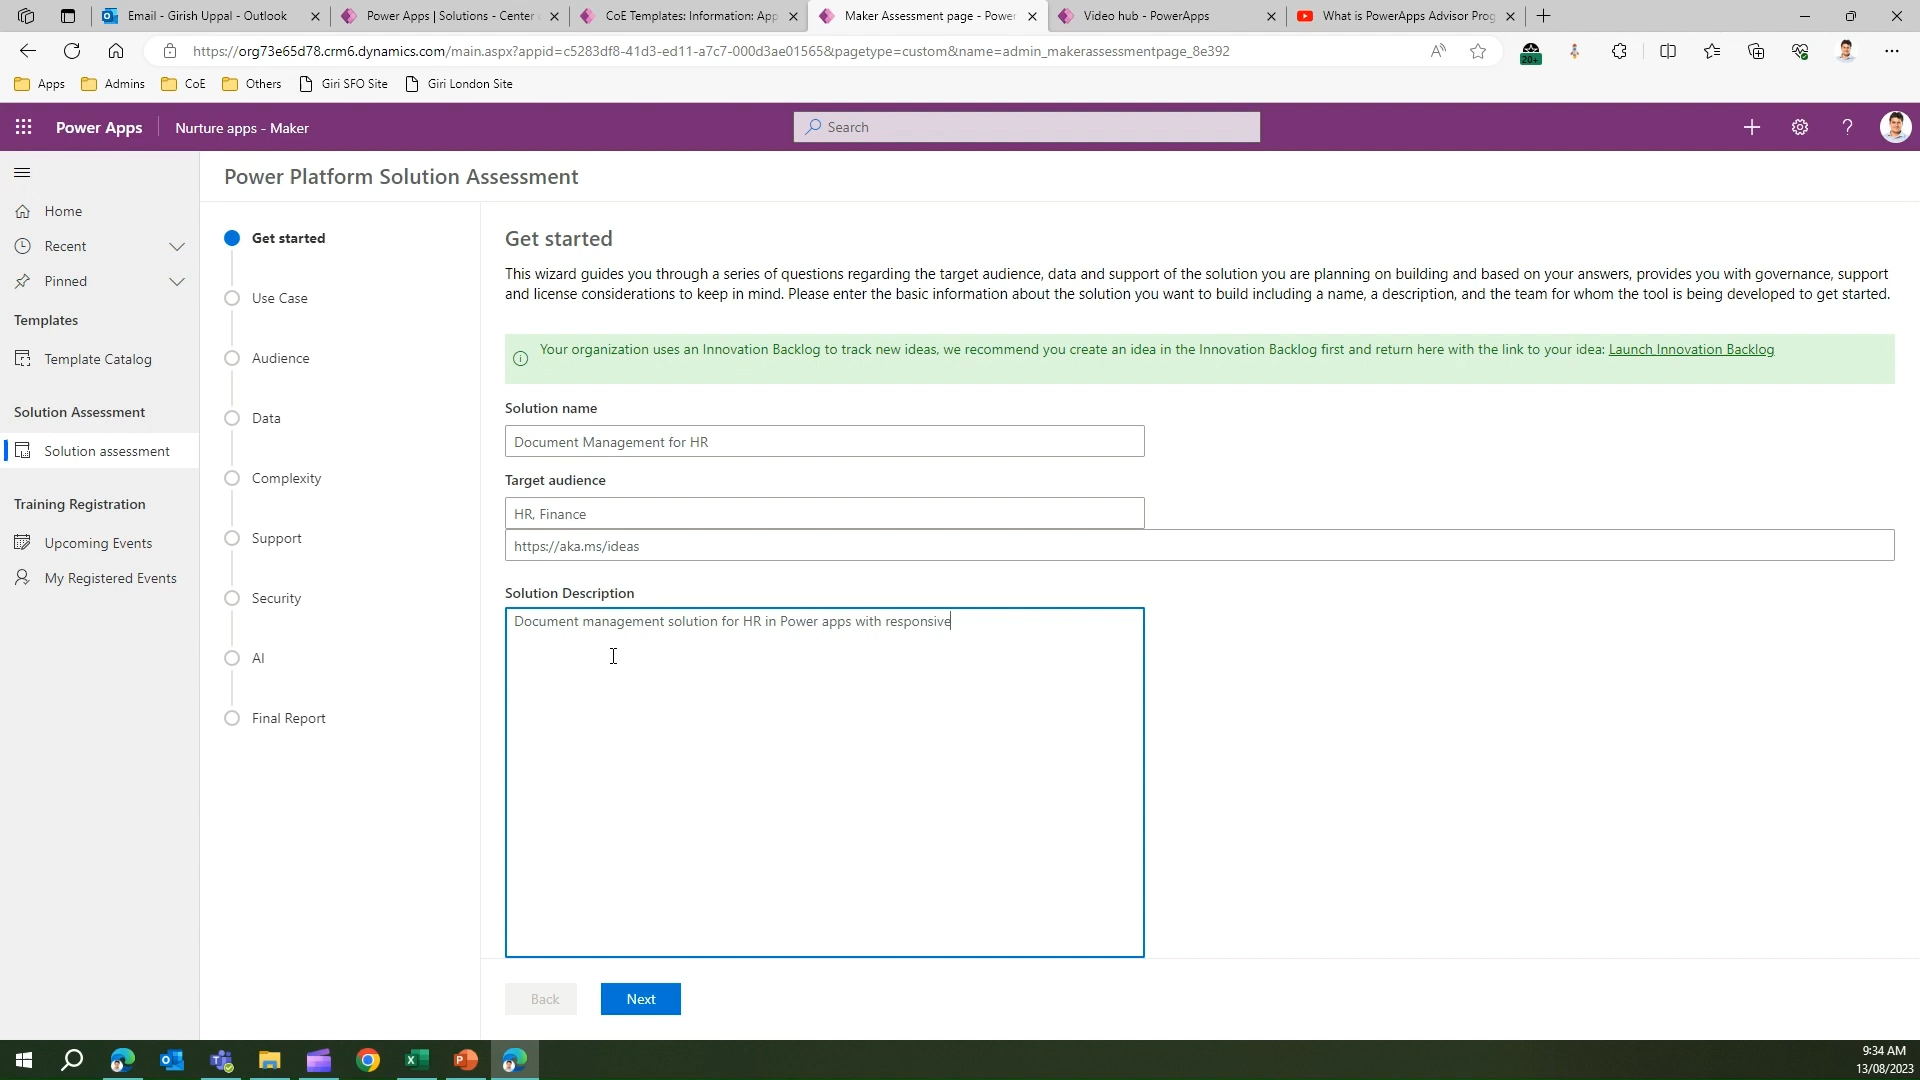 Email - Girish Uppal - Outlook
Power Apps | Solutions - Center
CoE Templates: Information: App
Maker Assessment page - Power
Video hub - PowerApps
What is PowerApps Advisor Prog
https://org73e65d78.crm6.dynamics.com/main.aspx?appid=c5283df8-41d3-ed11-a7c7-000d3ae01565&pagetype=custom&name=admin_makerassessmentpage_8e392
20+
Apps
Admins
CoE
Others
Giri SFO Site
Giri London Site
Power Apps
Nurture apps - Maker
Search
Home
Recent
Pinned
Templates
Template Catalog
Solution Assessment
Solution assessment
Training Registration
Upcoming Events
My Registered Events
Power Platform Solution Assessment
Get started
Use Case
Audience
Data
Complexity
Support
Security
AI
Final Report
Get started
This wizard guides you through a series of questions regarding the target audience, data and support of the solution you are planning on building and based on your answers, provides you with governance, support
and license considerations to keep in mind. Please enter the basic information about the solution you want to build including a name, a description, and the team for whom the tool is being developed to get started.
Your organization uses an Innovation Backlog to track new ideas, we recommend you create an idea in the Innovation Backlog first and return here with the link to your idea: Launch Innovation Backlog
Solution name
Document Management for HR
Target audience
HR, Finance
https://aka.ms/ideas
Solution Description
Document management solution for HR in Power apps with responsive
Back
Next
9:34 AM
13/08/2023